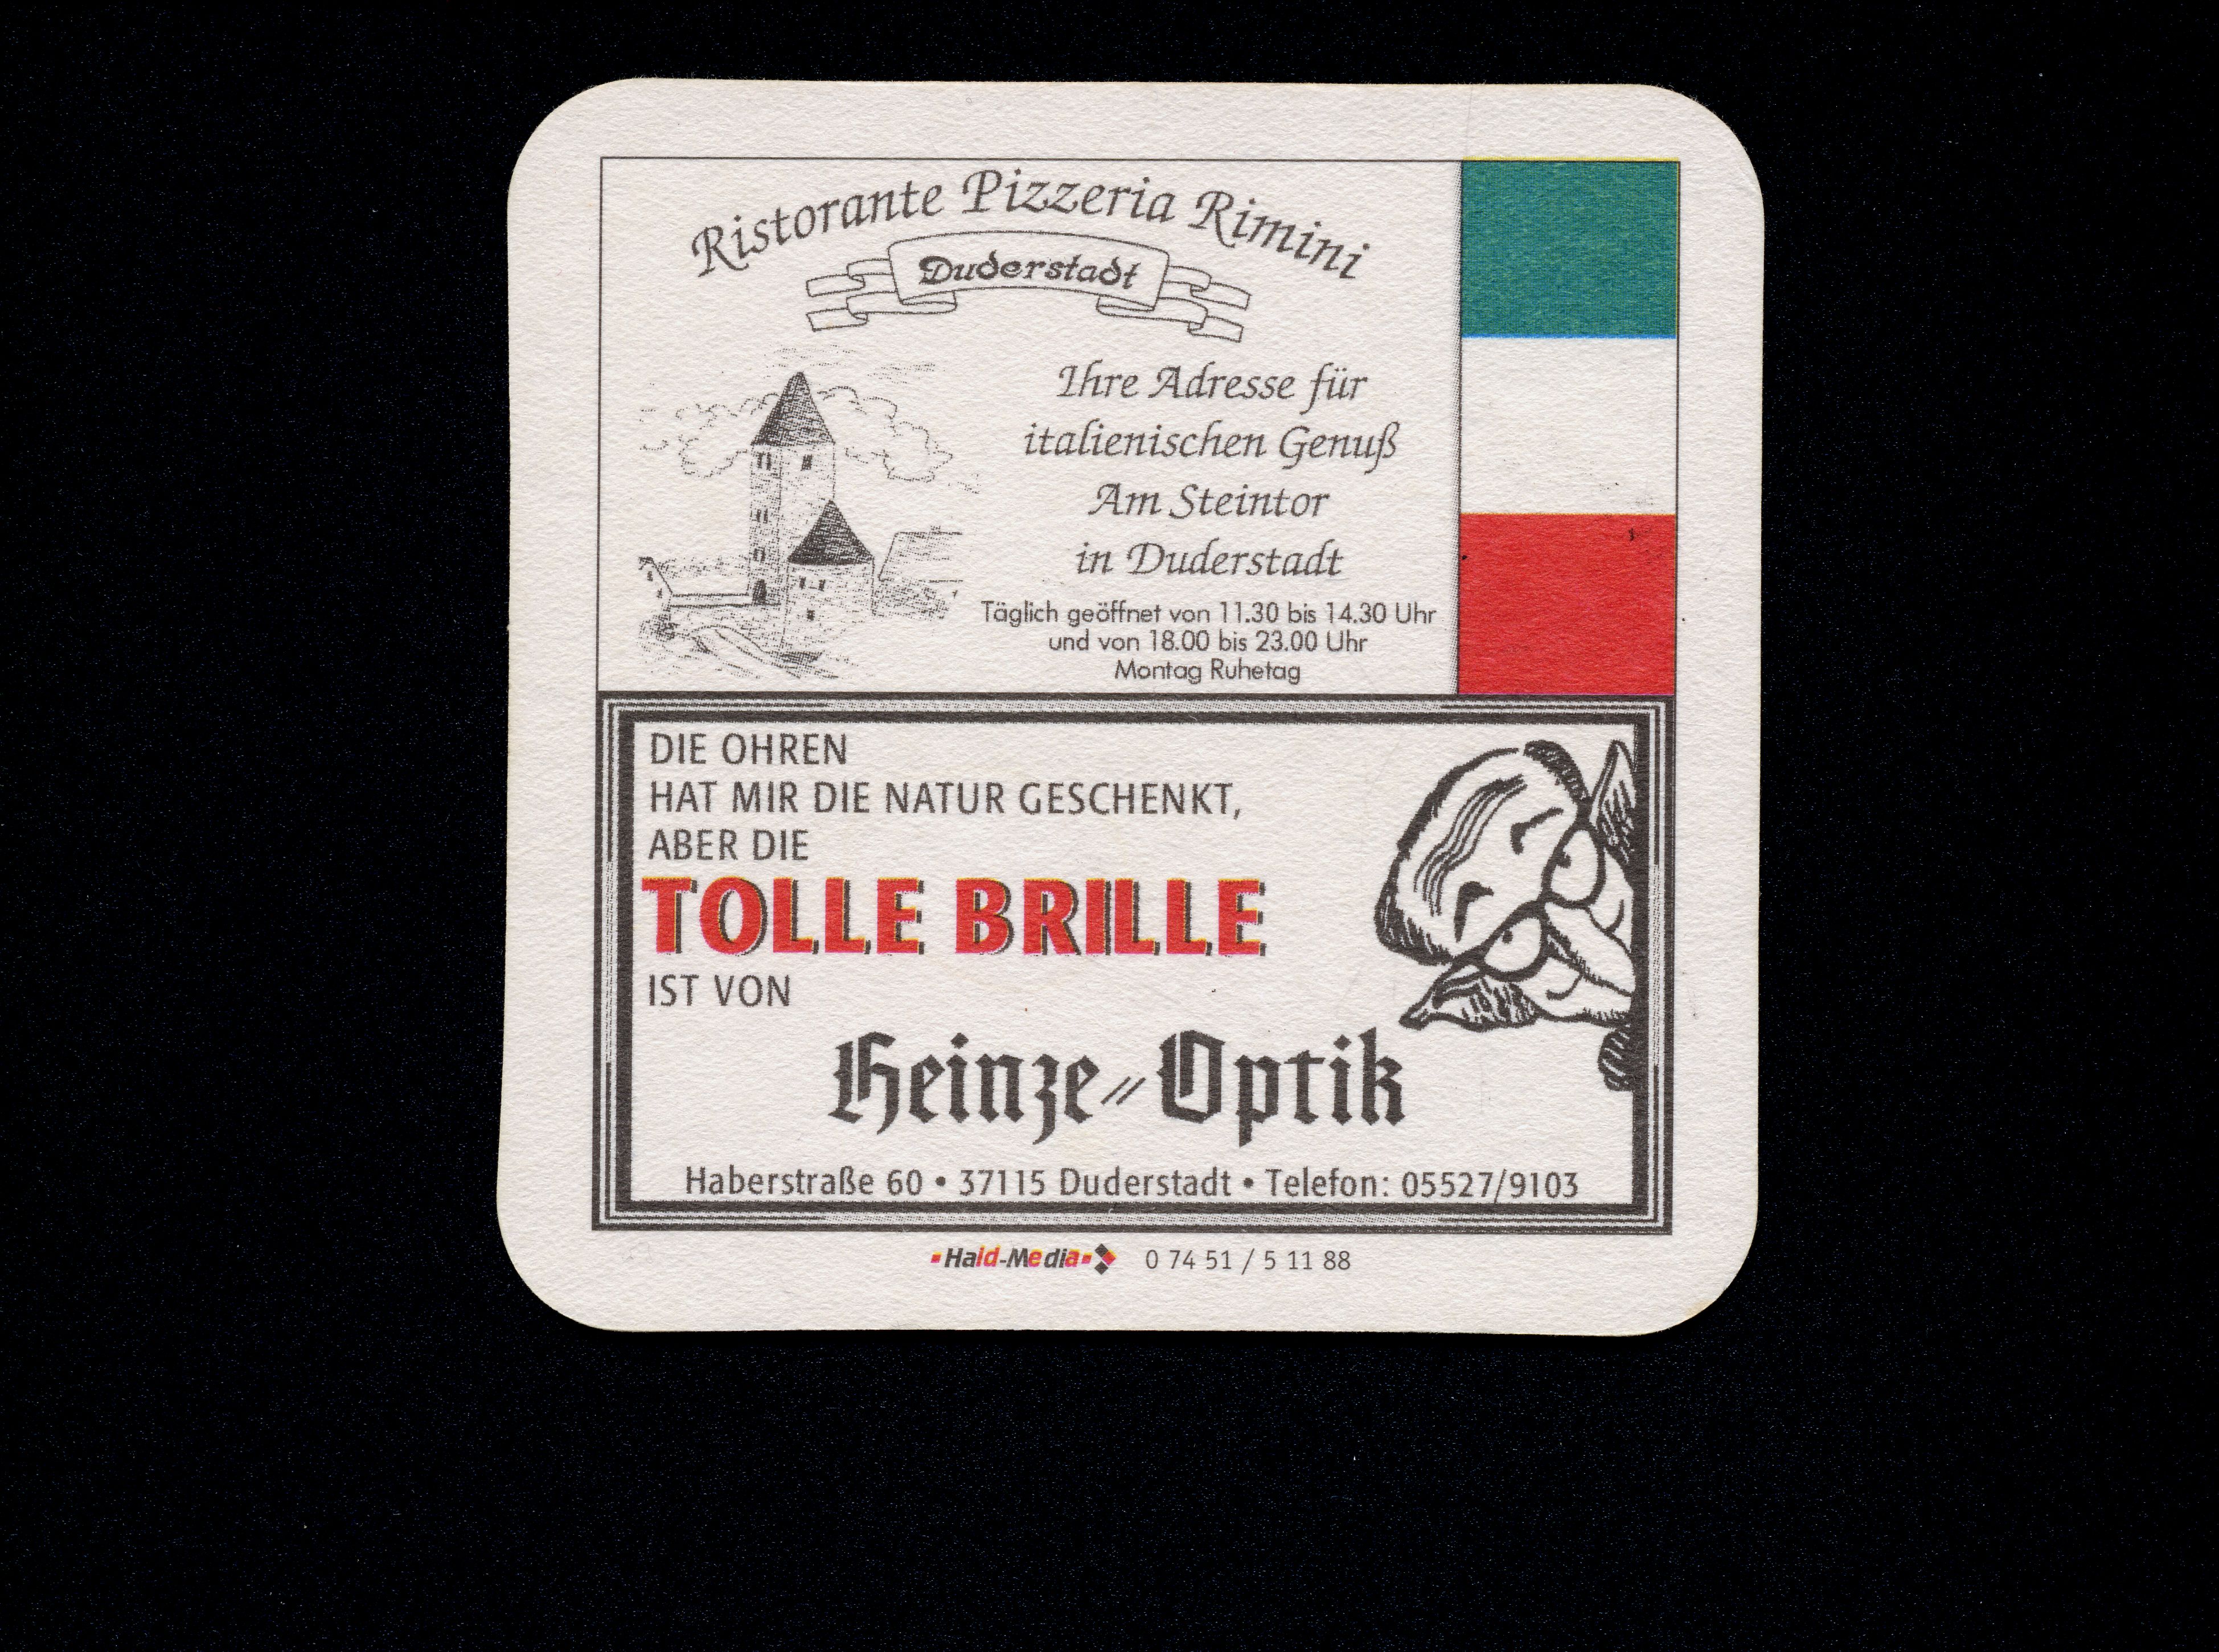 Ristorante Pizzeria Rimini
Duderstadt
Ihre Adresse für
italienischen Genuß
Am Steintor
in Duderstadt
Täglich geöffnet von 11.30 bis 14.30 Uhr
und von 18.00 bis 23.00 Uhr
Montag Ruhetag
DIE OHREN
HAT MIR DIE NATUR GESCHENKT,
ABER DIE
TOLLE BRILLE
IST VON
Heinze-Optik
Haberstraße 60 • 37115 Duderstadt • Telefon: 05527/9103
Haid-Media 0 74 51 / 5 11 88